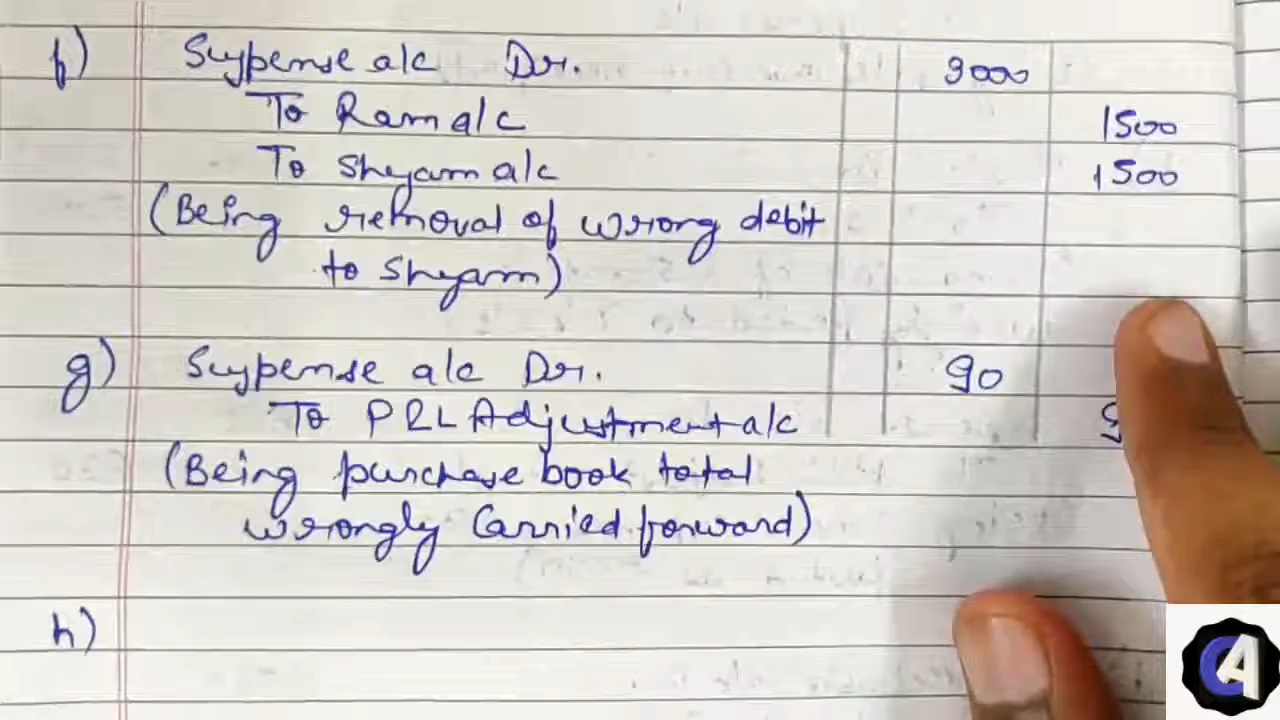 f) Suspense a/c Dr. 3000
To Ram a/c 1500
To Shyam a/c 1500
(Being removal of wrong debit
to Shyam)
g) Suspense a/c Dr. 90
To P&L Adjustment a/c
(Being purchase book total
wrongly carried forward)
h)
CA